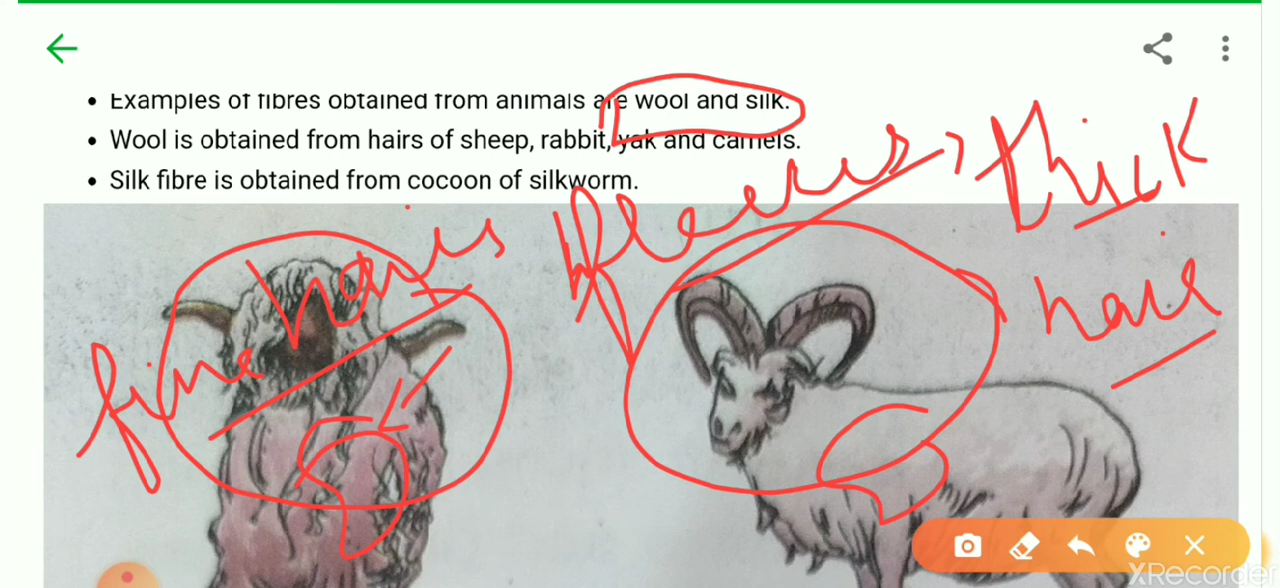 Examples of fibres obtained from animals are wool and silk.
Wool is obtained from hairs of sheep, rabbit, yak and camels.
Silk fibre is obtained from cocoon of silkworm.
thick
hair
fine hairs
XRecorder